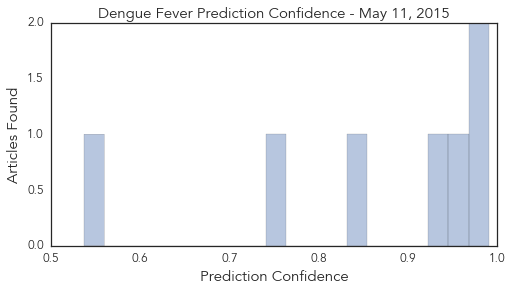 Dengue Fever Prediction Confidence - May 11, 2015
2.0
1.5
1.0
0.5
0.0
Articles Found
0.5 0.6 0.7 0.8 0.9 1.0
Prediction Confidence